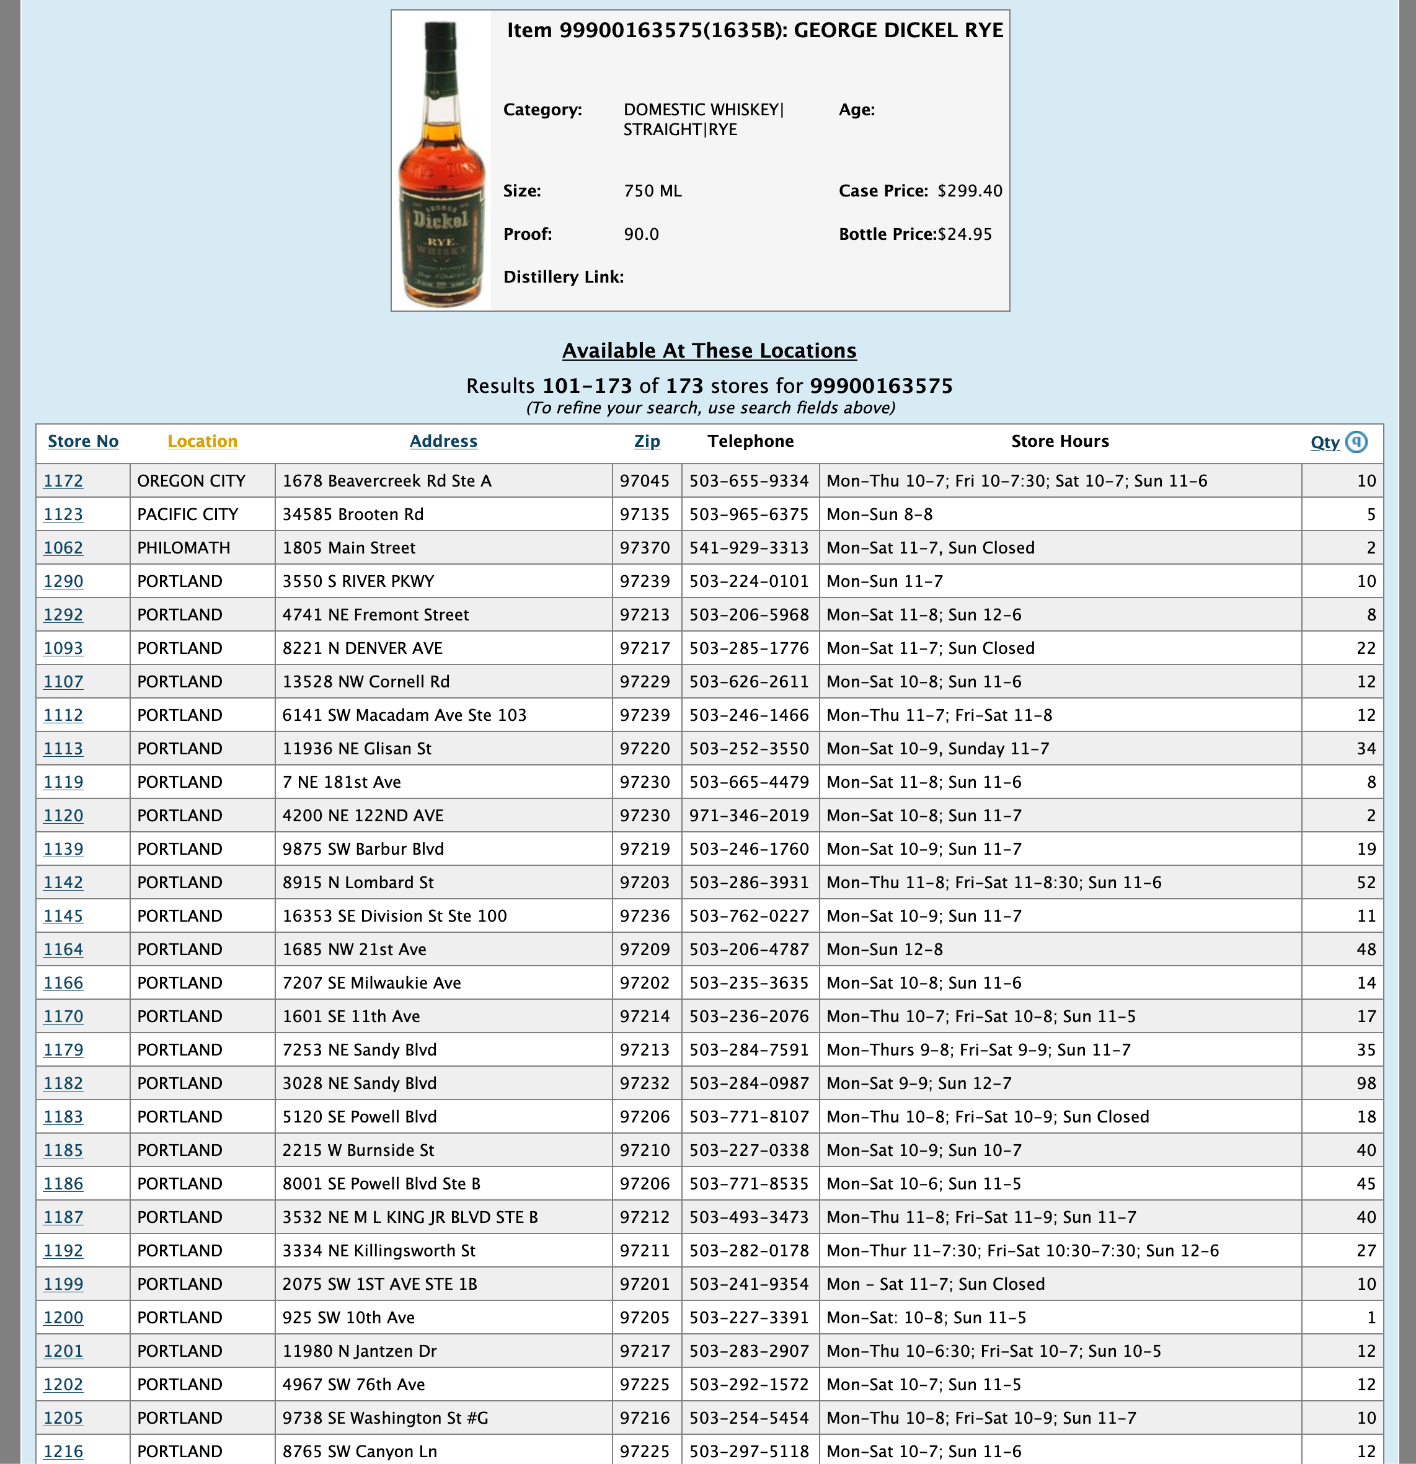 Item 99900163575(1635B): GEORGE DICKEL RYE
Category: DOMESTIC WHISKEY| Age:
STRAIGHT|RYE
Size: 750 ML Case Price: $299.40
Proof: 90.0 Bottle Price:$24.95
Distillery Link:
GEORGE
Dickel
RYE
WHISKY
Available At These Locations
Results 101-173 of 173 stores for 99900163575
(To refine your search, use search fields above)
Store No Location Address Zip Telephone Store Hours Qty q
1172 OREGON CITY 1678 Beavercreek Rd Ste A 97045 503-655-9334 Mon-Thu 10-7; Fri 10-7:30; Sat 10-7; Sun 11-6 10
1123 PACIFIC CITY 34585 Brooten Rd 97135 503-965-6375 Mon-Sun 8-8 5
1062 PHILOMATH 1805 Main Street 97370 541-929-3313 Mon-Sat 11-7, Sun Closed 2
1290 PORTLAND 3550 S RIVER PKWY 97239 503-224-0101 Mon-Sun 11-7 10
1292 PORTLAND 4741 NE Fremont Street 97213 503-206-5968 Mon-Sat 11-8; Sun 12-6 8
1093 PORTLAND 8221 N DENVER AVE 97217 503-285-1776 Mon-Sat 11-7; Sun Closed 22
1107 PORTLAND 13528 NW Cornell Rd 97229 503-626-2611 Mon-Sat 10-8; Sun 11-6 12
1112 PORTLAND 6141 SW Macadam Ave Ste 103 97239 503-246-1466 Mon-Thu 11-7; Fri-Sat 11-8 12
1113 PORTLAND 11936 NE Glisan St 97220 503-252-3550 Mon-Sat 10-9, Sunday 11-7 34
1119 PORTLAND 7 NE 181st Ave 97230 503-665-4479 Mon-Sat 11-8; Sun 11-6 8
1120 PORTLAND 4200 NE 122ND AVE 97230 971-346-2019 Mon-Sat 10-8; Sun 11-7 2
1139 PORTLAND 9875 SW Barbur Blvd 97219 503-246-1760 Mon-Sat 10-9; Sun 11-7 19
1142 PORTLAND 8915 N Lombard St 97203 503-286-3931 Mon-Thu 11-8; Fri-Sat 11-8:30; Sun 11-6 52
1145 PORTLAND 16353 SE Division St Ste 100 97236 503-762-0227 Mon-Sat 10-9; Sun 11-7 11
1164 PORTLAND 1685 NW 21st Ave 97209 503-206-4787 Mon-Sun 12-8 48
1166 PORTLAND 7207 SE Milwaukie Ave 97202 503-235-3635 Mon-Sat 10-8; Sun 11-6 14
1170 PORTLAND 1601 SE 11th Ave 97214 503-236-2076 Mon-Thu 10-7; Fri-Sat 10-8; Sun 11-5 17
1179 PORTLAND 7253 NE Sandy Blvd 97213 503-284-7591 Mon-Thurs 9-8; Fri-Sat 9-9; Sun 11-7 35
1182 PORTLAND 3028 NE Sandy Blvd 97232 503-284-0987 Mon-Sat 9-9; Sun 12-7 98
1183 PORTLAND 5120 SE Powell Blvd 97206 503-771-8107 Mon-Thu 10-8; Fri-Sat 10-9; Sun Closed 18
1185 PORTLAND 2215 W Burnside St 97210 503-227-0338 Mon-Sat 10-9; Sun 10-7 40
1186 PORTLAND 8001 SE Powell Blvd Ste B 97206 503-771-8535 Mon-Sat 10-6; Sun 11-5 45
1187 PORTLAND 3532 NE M L KING JR BLVD STE B 97212 503-493-3473 Mon-Thu 11-8; Fri-Sat 11-9; Sun 11-7 40
1192 PORTLAND 3334 NE Killingsworth St 97211 503-282-0178 Mon-Thur 11-7:30; Fri-Sat 10:30-7:30; Sun 12-6 27
1199 PORTLAND 2075 SW 1ST AVE STE 1B 97201 503-241-9354 Mon - Sat 11-7; Sun Closed 10
1200 PORTLAND 925 SW 10th Ave 97205 503-227-3391 Mon-Sat: 10-8; Sun 11-5 1
1201 PORTLAND 11980 N Jantzen Dr 97217 503-283-2907 Mon-Thu 10-6:30; Fri-Sat 10-7; Sun 10-5 12
1202 PORTLAND 4967 SW 76th Ave 97225 503-292-1572 Mon-Sat 10-7; Sun 11-5 12
1205 PORTLAND 9738 SE Washington St #G 97216 503-254-5454 Mon-Thu 10-8; Fri-Sat 10-9; Sun 11-7 10
1216 PORTLAND 8765 SW Canyon Ln 97225 503-297-5118 Mon-Sat 10-7; Sun 11-6 12